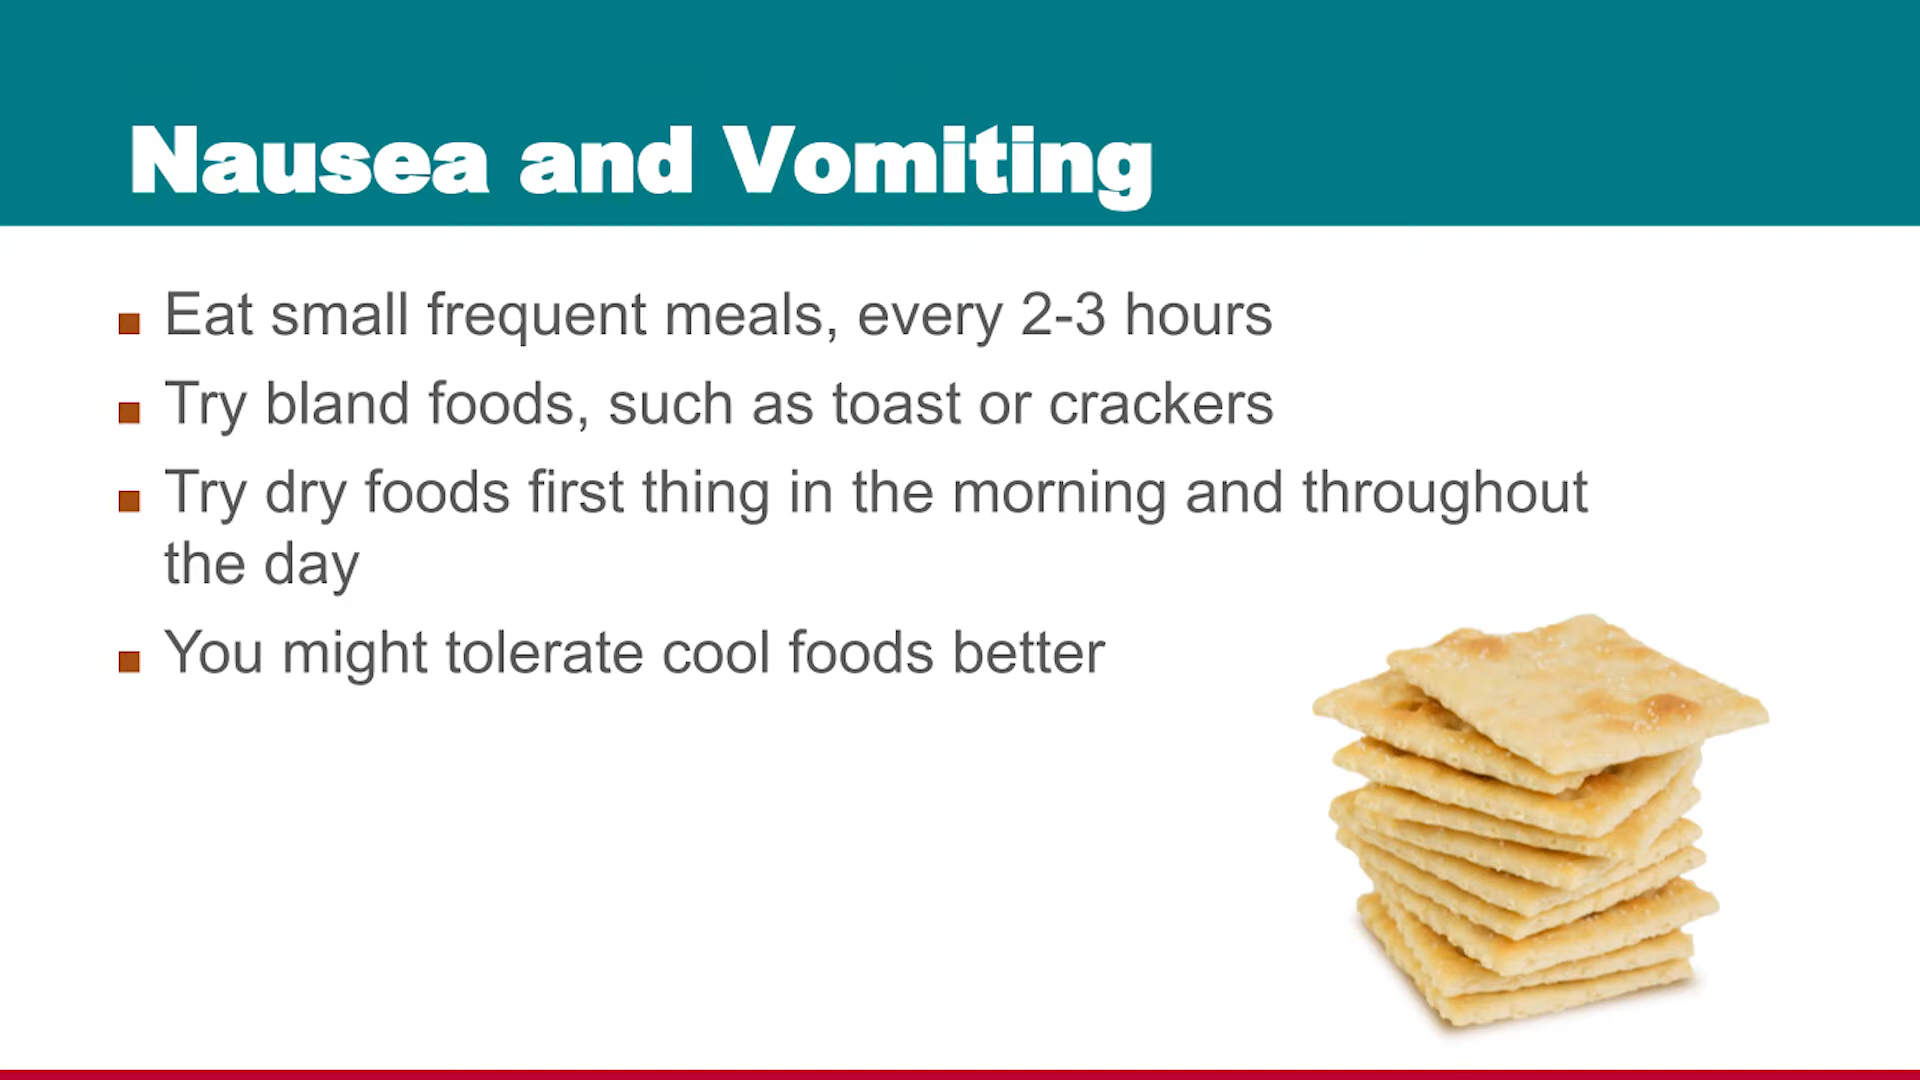 Nausea and Vomiting
Eat small frequent meals, every 2-3 hours
Try bland foods, such as toast or crackers
Try dry foods first thing in the morning and throughout
the day
You might tolerate cool foods better